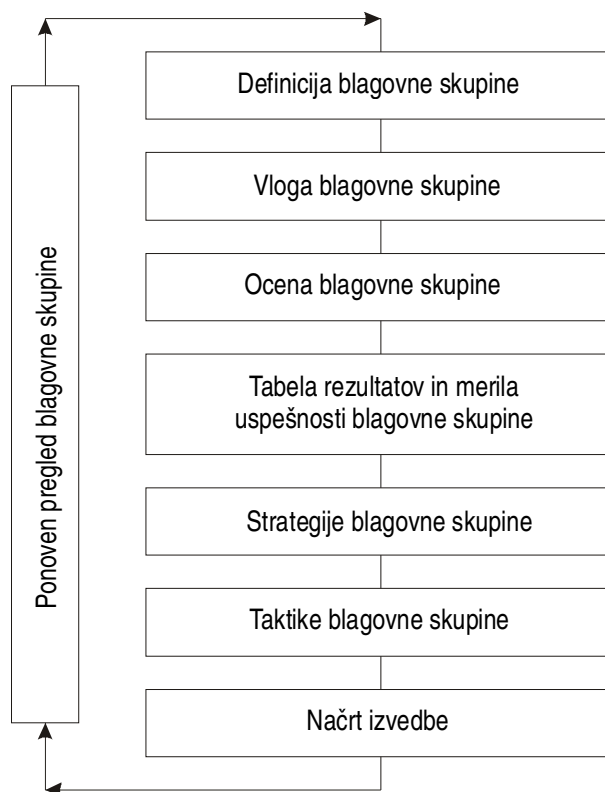 Definicija blagovne skupine
Vloga blagovne skupine
Ocena blagovne skupine
Tabela rezultatov in merila
uspešnosti blagovne skupine
Strategije blagovne skupine
Taktike blagovne skupine
Načrt izvedbe
Ponoven pregled blagovne skupine